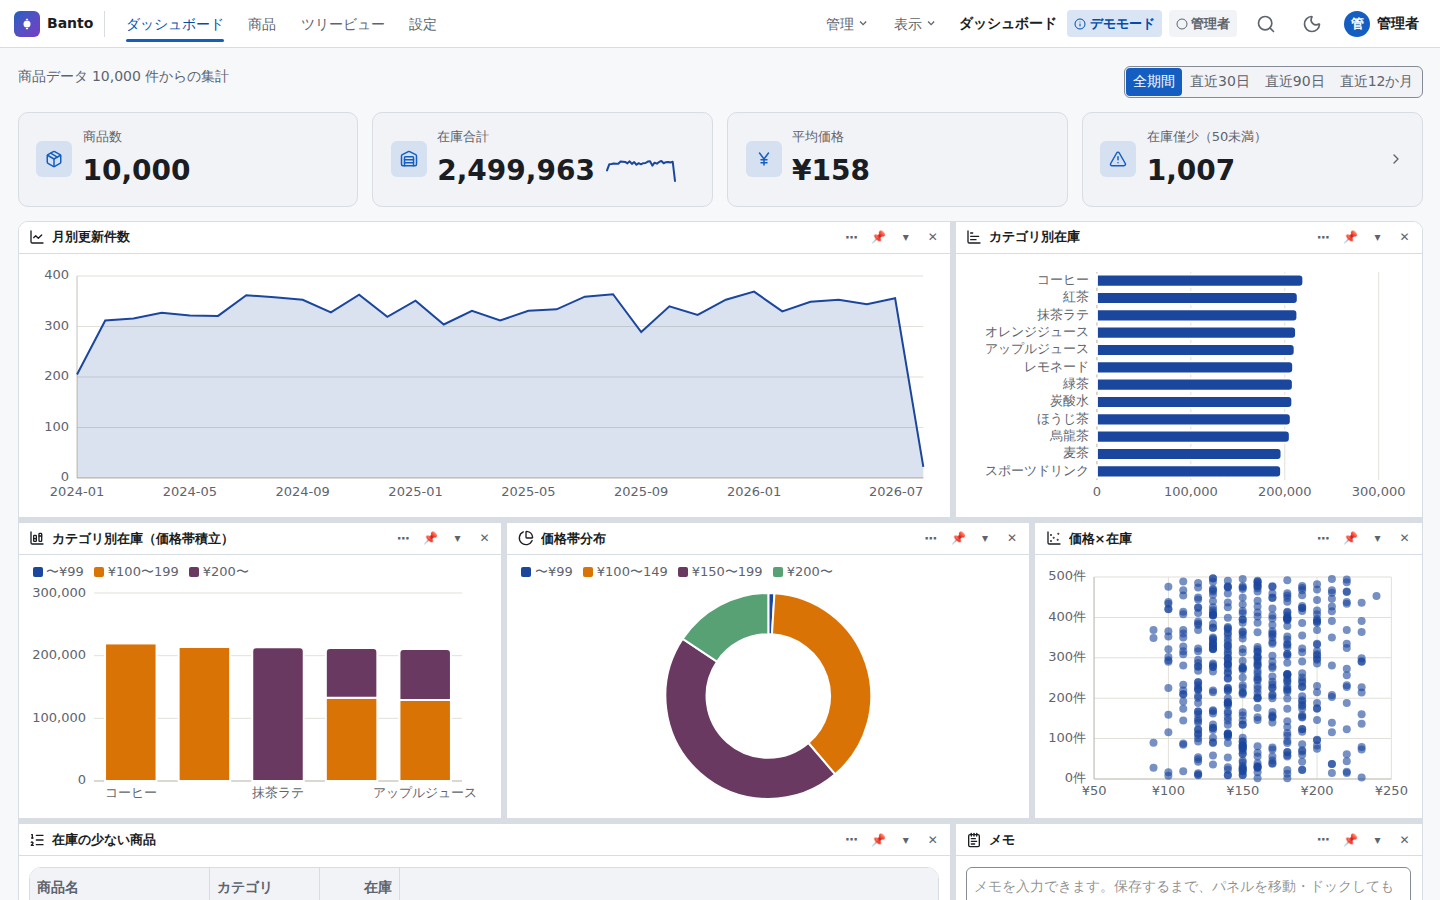 Banto
ダッシュボード
商品
ツリービュー
設定
管理
表示
ダッシュボード
デモモード
管理者
管
管理者
商品データ 10,000 件からの集計
全期間
直近30日
直近90日
直近12か月
商品数
10,000
在庫合計
2,499,963
平均価格
¥158
在庫僅少（50未満）
1,007
月別更新件数
400
300
200
100
0
2024-01
2024-05
2024-09
2025-01
2025-05
2025-09
2026-01
2026-07
カテゴリ別在庫
コーヒー
紅茶
抹茶ラテ
オレンジジュース
アップルジュース
レモネード
緑茶
炭酸水
ほうじ茶
烏龍茶
麦茶
スポーツドリンク
0
100,000
200,000
300,000
カテゴリ別在庫（価格帯積立）
〜¥99
¥100〜199
¥200〜
300,000
200,000
100,000
0
コーヒー
抹茶ラテ
アップルジュース
価格帯分布
〜¥99
¥100〜149
¥150〜199
¥200〜
価格×在庫
500件
400件
300件
200件
100件
0件
¥50
¥100
¥150
¥200
¥250
在庫の少ない商品
商品名
カテゴリ
在庫
メモ
メモを入力できます。保存するまで、パネルを移動・ドックしても